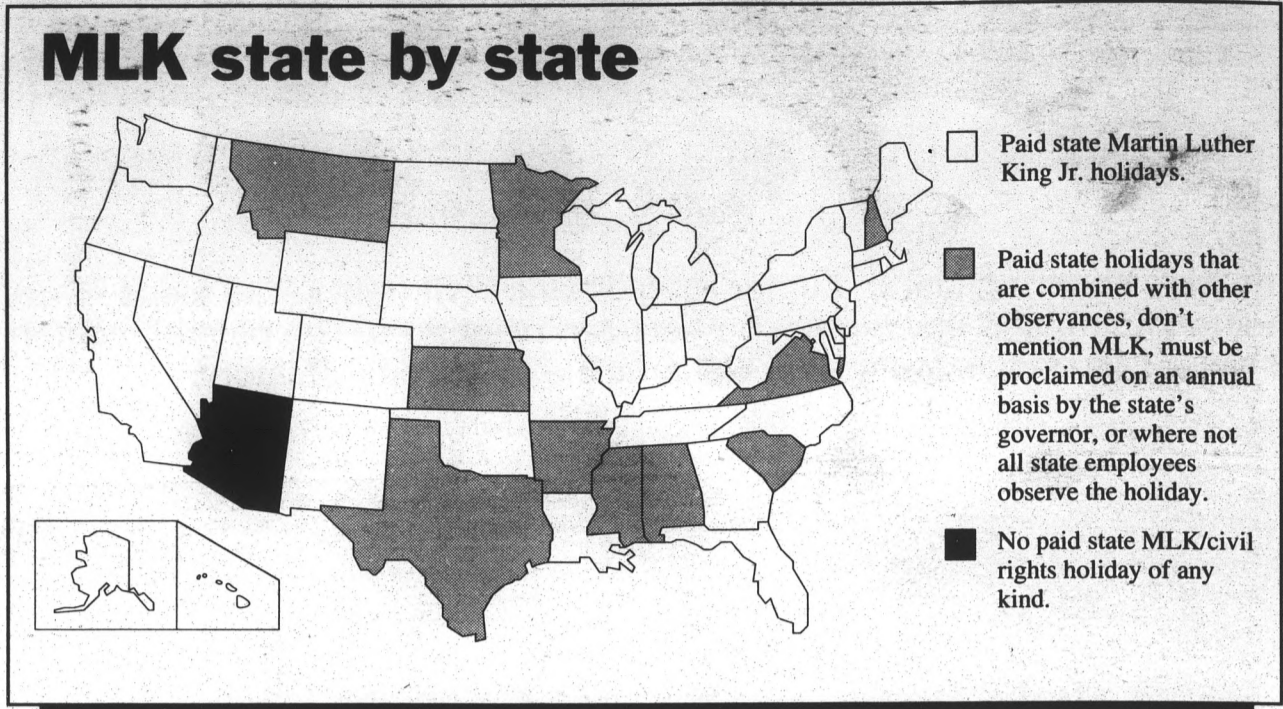 MLK state by state
Paid state Martin Luther
King Jr. holidays.
Paid state holidays that
are combined with other
observances, don't
mention MLK, must be
proclaimed on an annual
basis by the state's
governor, or where not
all state employees
observe the holiday.
No paid state MLK/civil
rights holiday of any
kind.